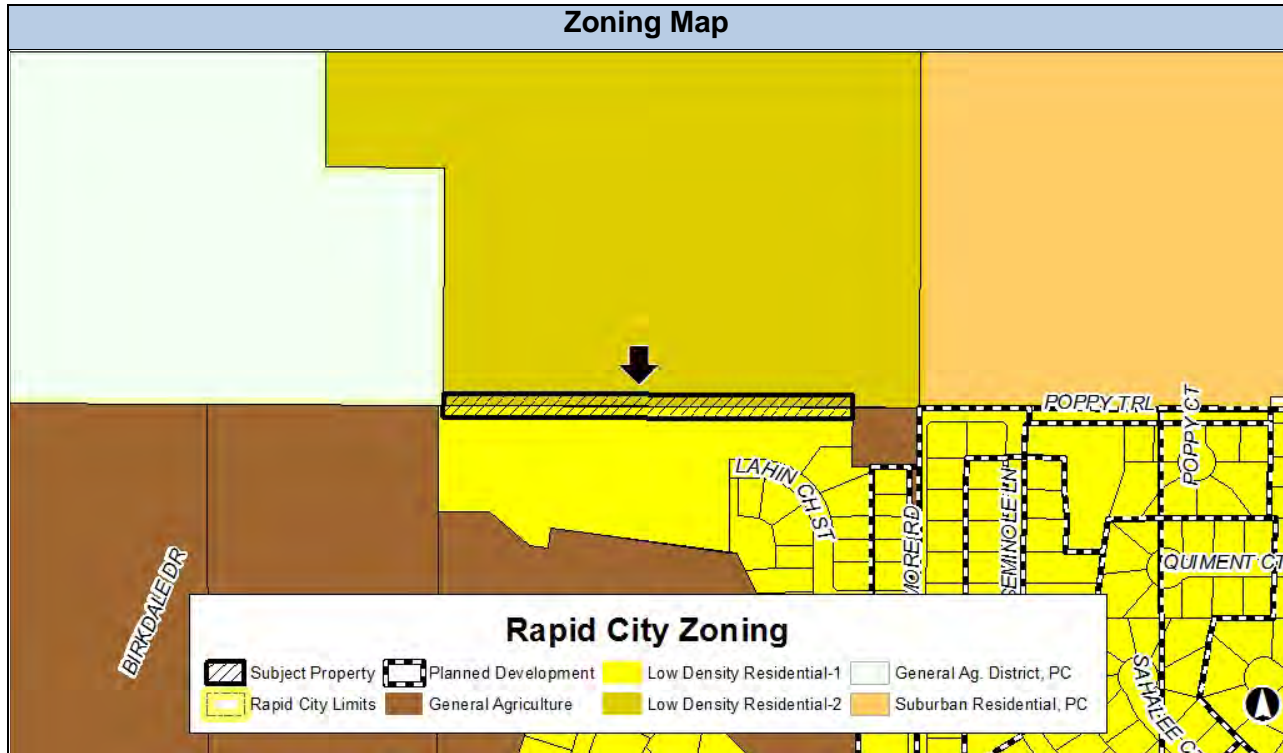 Zoning Map
POPPY TRL
POPPY CT
LAHIN CH ST
MORE RD
SEMINOLE LN
QUIMENT CT
BIRKDALE DR
SAHALEE C
Rapid City Zoning
Subject Property Planned Development Low Density Residential-1 General Ag. District, PC
Rapid City Limits General Agriculture Low Density Residential-2 Suburban Residential, PC